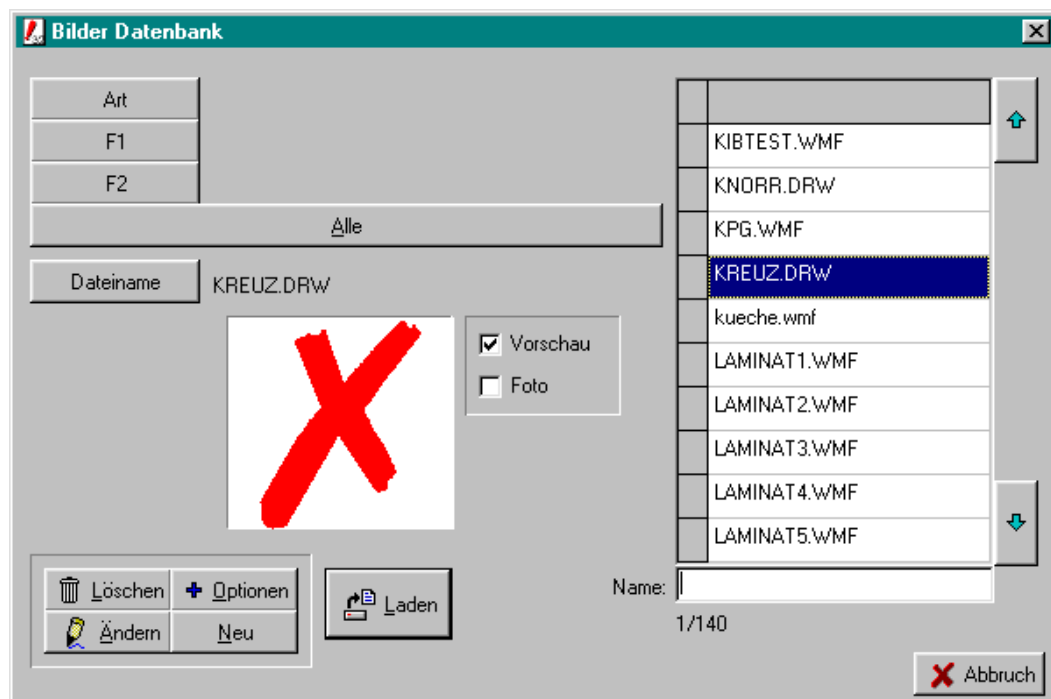 Bilder Datenbank
Art
F1
F2
Alle
Dateiname KREUZ.DRW
Vorschau
Foto
Löschen Optionen
Ändern Neu
Laden
KIBTEST.WMF
KNORR.DRW
KPG.WMF
KREUZ.DRW
kueche.wmf
LAMINAT1.WMF
LAMINAT2.WMF
LAMINAT3.WMF
LAMINAT4.WMF
LAMINAT5.WMF
Name:
1/140
Abbruch